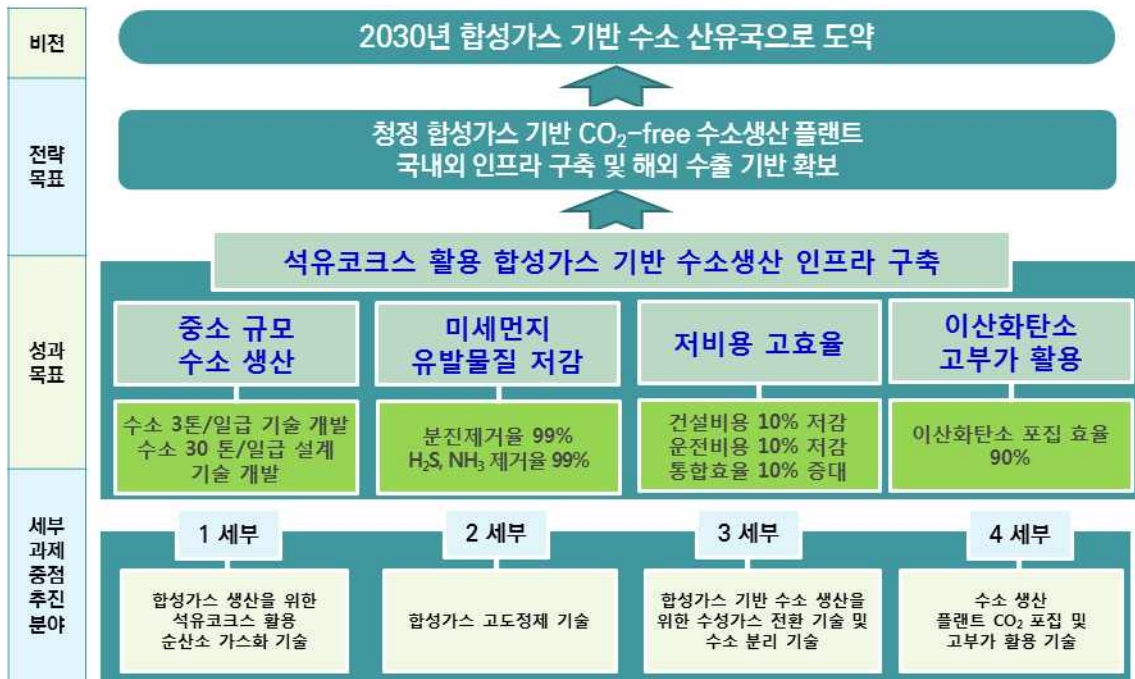 비젼
2030년 합성가스 기반 수소 산유국으로 도약
전략
목표
청정 합성가스 기반 CO₂-free 수소생산 플랜트
국내외 인프라 구축 및 해외 수출 기반 확보
성과
목표
석유코크스 활용 합성가스 기반 수소생산 인프라 구축
중소 규모
수소 생산
수소 3톤/일급 기술 개발
수소 30 톤/일급 설계
기술 개발
미세먼지
유발물질 저감
분진제거율 99%
H₂S, NH₃ 제거율 99%
저비용 고효율
건설비용 10% 저감
운전비용 10% 저감
통합효율 10% 증대
이산화탄소
고부가 활용
이산화탄소 포집 효율
90%
세부
과제
중점
추진
분야
1 세부
합성가스 생산을 위한
석유코크스 활용
순산소 가스화 기술
2 세부
합성가스 고도정제 기술
3 세부
합성가스 기반 수소 생산을
위한 수성가스 전환 기술 및
수소 분리 기술
4 세부
수소 생산
플랜트 CO₂ 포집 및
고부가 활용 기술